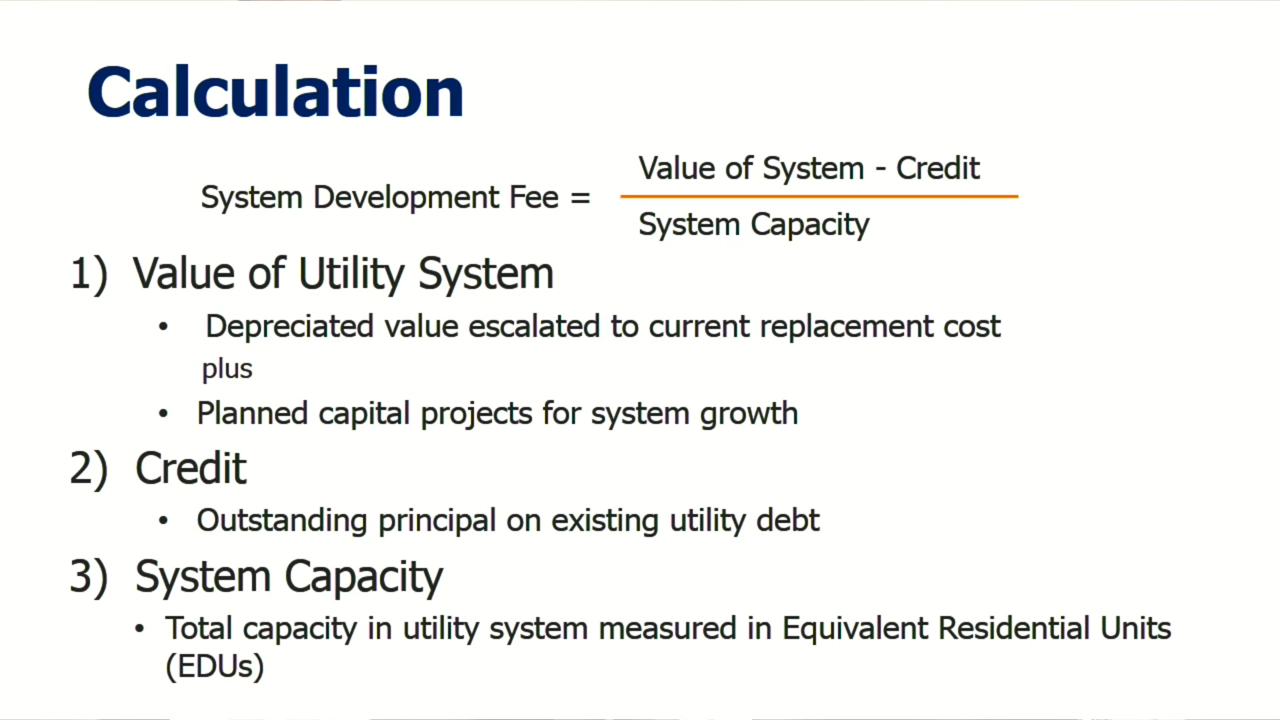 Calculation
System Development Fee =
Value of System - Credit
System Capacity
1) Value of Utility System
• Depreciated value escalated to current replacement cost
plus
• Planned capital projects for system growth
2) Credit
• Outstanding principal on existing utility debt
3) System Capacity
• Total capacity in utility system measured in Equivalent Residential Units
(EDUs)